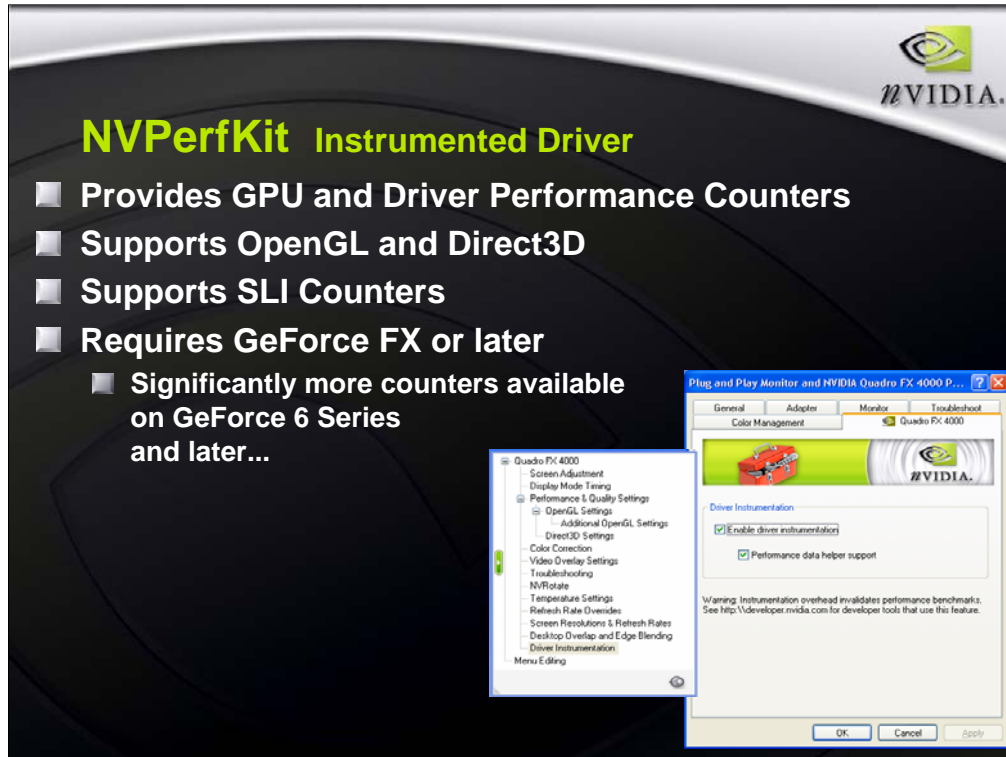 NVIDIA.
NVPerfKit Instrumented Driver
Provides GPU and Driver Performance Counters
Supports OpenGL and Direct3D
Supports SLI Counters
Requires GeForce FX or later
Significantly more counters available
on GeForce 6 Series
and later...
Quadro FX 4000
Screen Adjustment
Display Mode Timing
Performance & Quality Settings
OpenGL Settings
Additional OpenGL Settings
Direct3D Settings
Color Correction
Video Overlay Settings
Troubleshooting
NVRotate
Temperature Settings
Refresh Rate Overrides
Screen Resolutions & Refresh Rates
Desktop Overlap and Edge Blending
Driver Instrumentation
Menu Editing
Plug and Play Monitor and NVIDIA Quadro FX 4000 P...
General Adapter Monitor Troubleshoot
Color Management Quadro FX 4000
NVIDIA.
Driver Instrumentation
Enable driver instrumentation
Performance data helper support
Warning: Instrumentation overhead invalidates performance benchmarks.
See http:\\developer.nvidia.com for developer tools that use this feature.
OK Cancel Apply